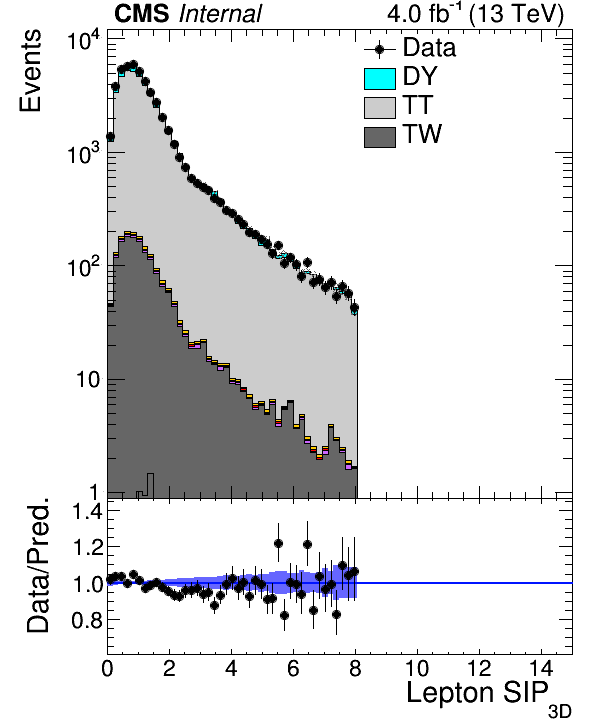 CMS Internal 4.0 fb-1 (13 TeV)
Events
10^4
10^3
10^2
10
1
Data
DY
TT
TW
Data/Pred.
1.4
1.2
1.0
0.8
0 2 4 6 8 10 12 14
Lepton SIP3D